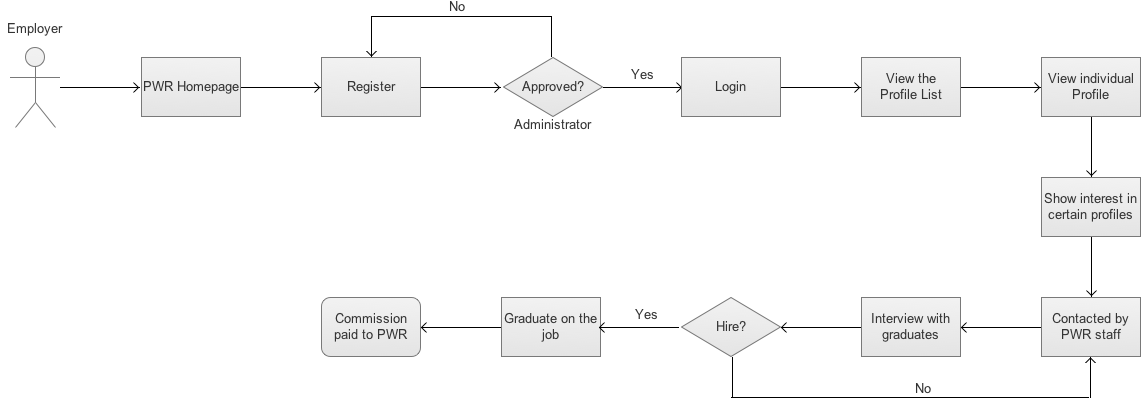 No
Employer
PWR Homepage
Register
Approved?
Administrator
Yes
Login
View the
Profile List
View individual
Profile
Show interest in
certain profiles
Contacted by
PWR staff
Interview with
graduates
Hire?
No
Yes
Graduate on the
job
Commission
paid to PWR